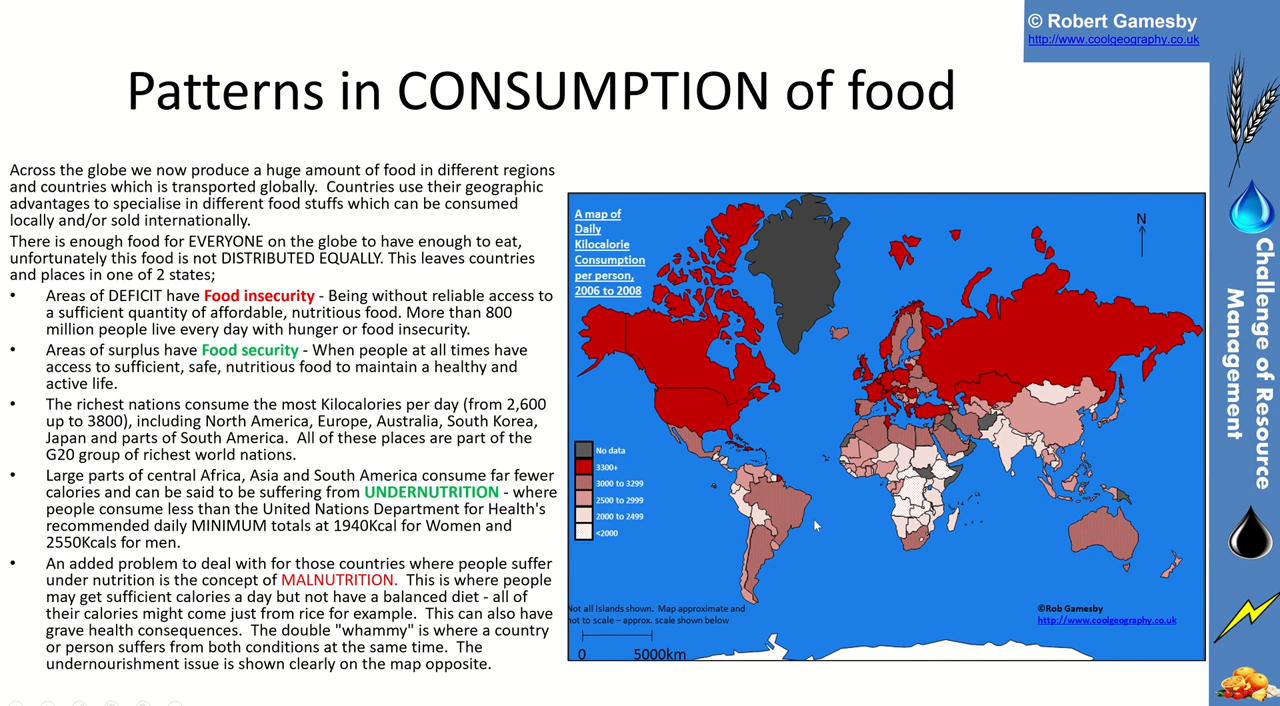 © Robert Gamesby
http://www.coolgeography.co.uk
Patterns in CONSUMPTION of food
Across the globe we now produce a huge amount of food in different regions
and countries which is transported globally. Countries use their geographic
advantages to specialise in different food stuffs which can be consumed
locally and/or sold internationally.
There is enough food for EVERYONE on the globe to have enough to eat,
unfortunately this food is not DISTRIBUTED EQUALLY. This leaves countries
and places in one of 2 states;
• Areas of DEFICIT have Food insecurity - Being without reliable access to
a sufficient quantity of affordable, nutritious food. More than 800
million people live every day with hunger or food insecurity.
• Areas of surplus have Food security - When people at all times have
access to sufficient, safe, nutritious food to maintain a healthy and
active life.
• The richest nations consume the most Kilocalories per day (from 2,600
up to 3800), including North America, Europe, Australia, South Korea,
Japan and parts of South America. All of these places are part of the
G20 group of richest world nations.
• Large parts of central Africa, Asia and South America consume far fewer
calories and can be said to be suffering from UNDERNUTRITION - where
people consume less than the United Nations Department for Health's
recommended daily MINIMUM totals at 1940Kcal for Women and
2550Kcals for men.
• An added problem to deal with for those countries where people suffer
under nutrition is the concept of MALNUTRITION. This is where people
may get sufficient calories a day but not have a balanced diet - all of
their calories might come just from rice for example. This can also have
grave health consequences. The double "whammy" is where a country
or person suffers from both conditions at the same time. The
undernourishment issue is shown clearly on the map opposite.
A map of
Daily
Kilocalorie
Consumption
per person,
2006 to 2008
N
No data
3300+
3000 to 3299
2500 to 2999
2000 to 2499
<2000
Not all Islands shown. Map approximate and
not to scale – approx. scale shown below
0 5000km
©Rob Gamesby
http://www.coolgeography.co.uk
Challenge of Resource
Management